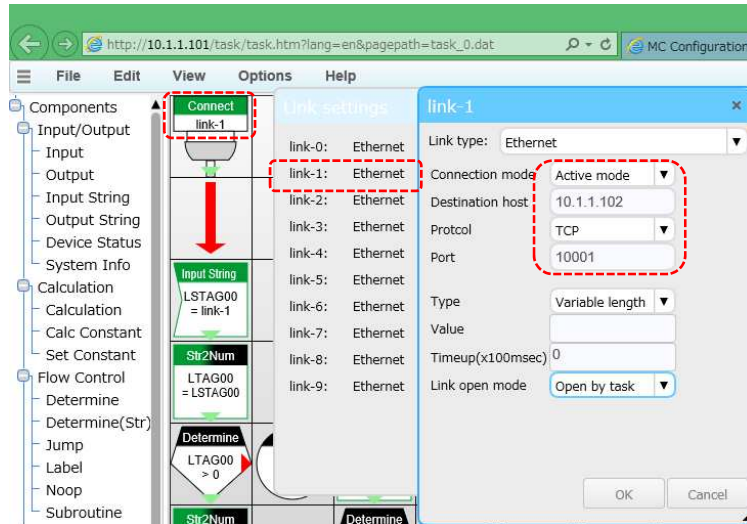 http://10.1.1.101/task/task.htm?lang=en&pagepath=task_0.dat
MC Configuration
File Edit View Options Help
Components
Input/Output
Input
Output
Input String
Output String
Device Status
System Info
Calculation
Calculation
Calc Constant
Set Constant
Flow Control
Determine
Determine(Str)
Jump
Label
Noop
Subroutine
Connect
link-1
Input String
LSTAG00
= link-1
Str2Num
LTAG00
= LSTAG00
Determine
LTAG00
> 0
Str2Num
Determine
Link settings
link-0: Ethernet
link-1: Ethernet
link-2: Ethernet
link-3: Ethernet
link-4: Ethernet
link-5: Ethernet
link-6: Ethernet
link-7: Ethernet
link-8: Ethernet
link-9: Ethernet
link-1
Link type: Ethernet
Connection mode Active mode
Destination host 10.1.1.102
Protcol TCP
Port 10001
Type Variable length
Value
Timeup(x100msec) 0
Link open mode Open by task
OK Cancel